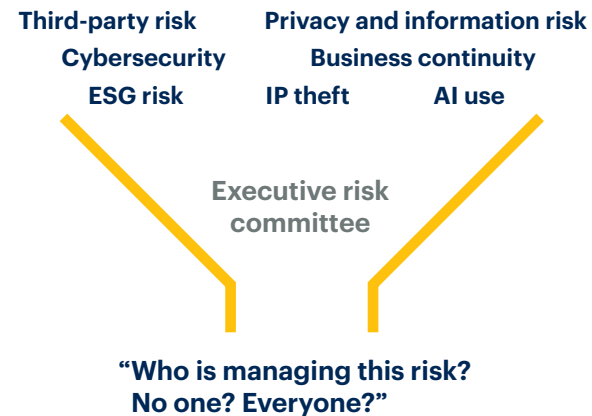 Third-party risk Privacy and information risk
Cybersecurity Business continuity
ESG risk IP theft AI use
Executive risk
committee
“Who is managing this risk?
No one? Everyone?”